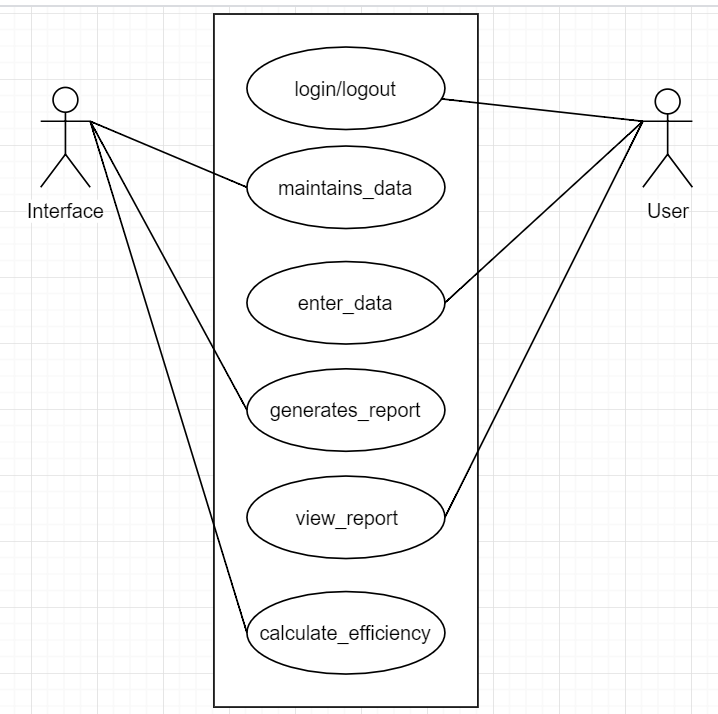 login/logout
maintains_data
Interface
User
enter_data
generates_report
view_report
calculate_efficiency